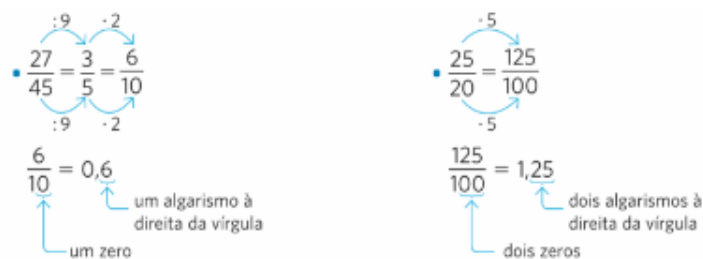 :9 ·2
27/45 = 3/5 = 6/10
:9 ·2
6/10 = 0,6
um algarismo à
direita da vírgula
um zero
·5
25/20 = 125/100
·5
125/100 = 1,25
dois algarismos à
direita da vírgula
dois zeros